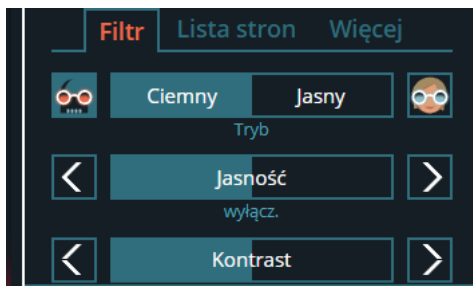 Filtr Lista stron Więcej
Ciemny Jasny
Tryb
Jasność
wyłącz.
Kontrast